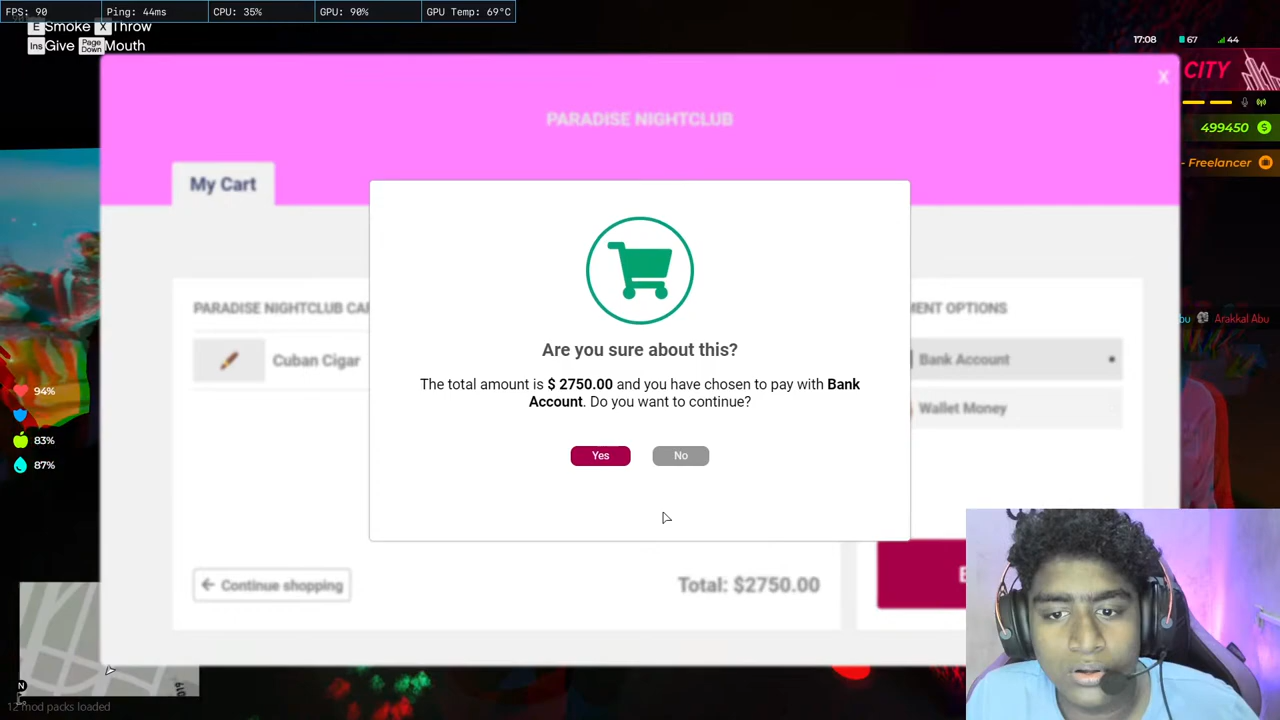 FPS: 90
Ping: 44ms
CPU: 35%
GPU: 90%
GPU Temp: 69°C
E Smoke X Throw
Ins Give Page Down Mouth
17:08
67
44
CITY
499450
- Freelancer
X
PARADISE NIGHTCLUB
My Cart
PARADISE NIGHTCLUB CA
MENT OPTIONS
Cuban Cigar
Bank Account
Wallet Money
Are you sure about this?
The total amount is $ 2750.00 and you have chosen to pay with Bank
Account. Do you want to continue?
Yes
No
Arakkal Abu
94%
83%
87%
Continue shopping
Total: $2750.00
N
12 mod packs loaded